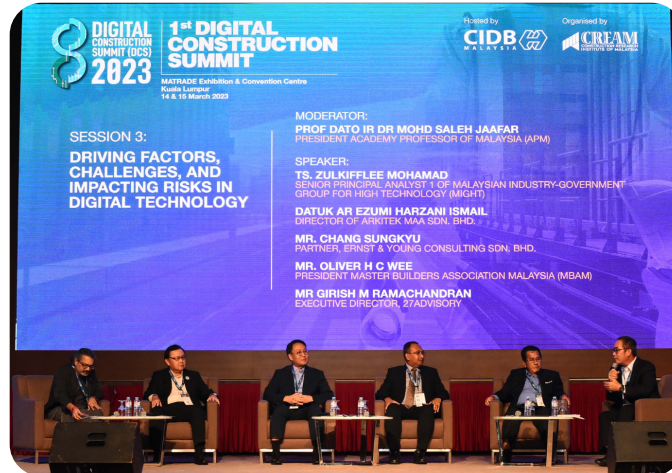 DIGITAL
CONSTRUCTION
SUMMIT (DCS)
2023
1st DIGITAL
CONSTRUCTION
SUMMIT
MATRADE Exhibition & Convention Centre
Kuala Lumpur
14 & 15 March 2023
Hosted by
CIDB
MALAYSIA
Organised by
CREAM
CONSTRUCTION RESEARCH
INSTITUTE OF MALAYSIA
SESSION 3:
DRIVING FACTORS,
CHALLENGES, AND
IMPACTING RISKS IN
DIGITAL TECHNOLOGY
MODERATOR:
PROF DATO IR DR MOHD SALEH JAAFAR
PRESIDENT ACADEMY PROFESSOR OF MALAYSIA (APM)
SPEAKER:
TS. ZULKIFFLEE MOHAMAD
SENIOR PRINCIPAL ANALYST 1 OF MALAYSIAN INDUSTRY-GOVERNMENT
GROUP FOR HIGH TECHNOLOGY (MIGHT)
DATUK AR EZUMI HARZANI ISMAIL
DIRECTOR OF ARKITEK MAA SDN. BHD.
MR. CHANG SUNGKYU
PARTNER, ERNST & YOUNG CONSULTING SDN. BHD.
MR. OLIVER H C WEE
PRESIDENT MASTER BUILDERS ASSOCIATION MALAYSIA (MBAM)
MR GIRISH M RAMACHANDRAN
EXECUTIVE DIRECTOR, 27ADVISORY